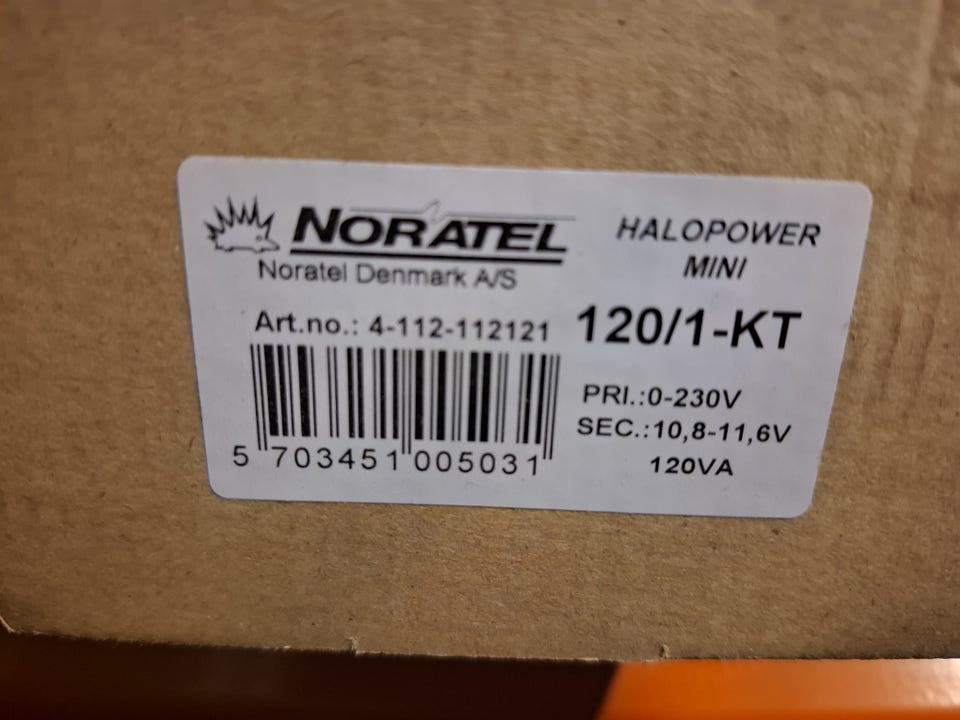 NORATEL
Noratel Denmark A/S
Art.no.: 4-112-112121
5 703451 005031
HALOPOWER
MINI
120/1-KT
PRI.:0-230V
SEC.:10,8-11,6V
120VA